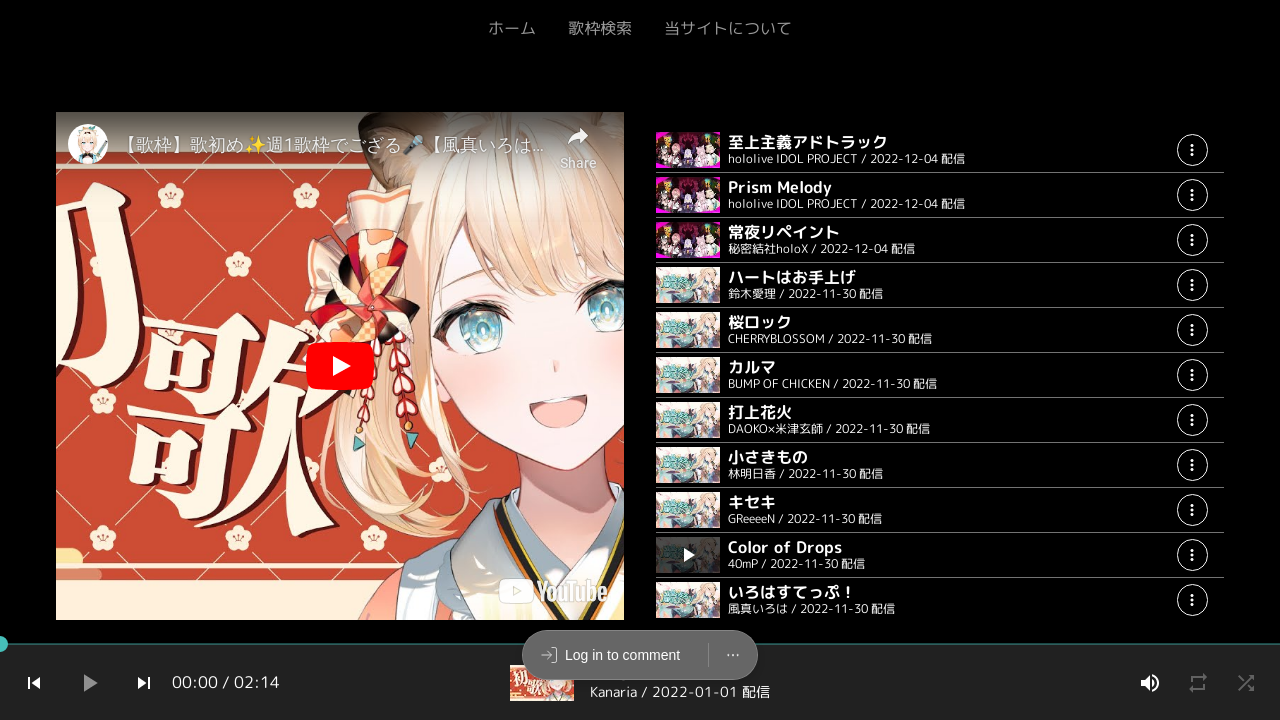 ホーム 歌枠検索 当サイトについて
【歌枠】歌初め✨週1歌枠でござる🎤【風真いろは...
Share
初歌
YouTube
至上主義アドトラック
hololive IDOL PROJECT / 2022-12-04 配信
Prism Melody
hololive IDOL PROJECT / 2022-12-04 配信
常夜リペイント
秘密結社holoX / 2022-12-04 配信
ハートはお手上げ
鈴木愛理 / 2022-11-30 配信
桜ロック
CHERRYBLOSSOM / 2022-11-30 配信
カルマ
BUMP OF CHICKEN / 2022-11-30 配信
打上花火
DAOKO×米津玄師 / 2022-11-30 配信
小さきもの
林明日香 / 2022-11-30 配信
キセキ
GReeeeN / 2022-11-30 配信
Color of Drops
40mP / 2022-11-30 配信
いろはすてっぷ！
風真いろは / 2022-11-30 配信
00:00 / 02:14
Log in to comment
Kanaria / 2022-01-01 配信